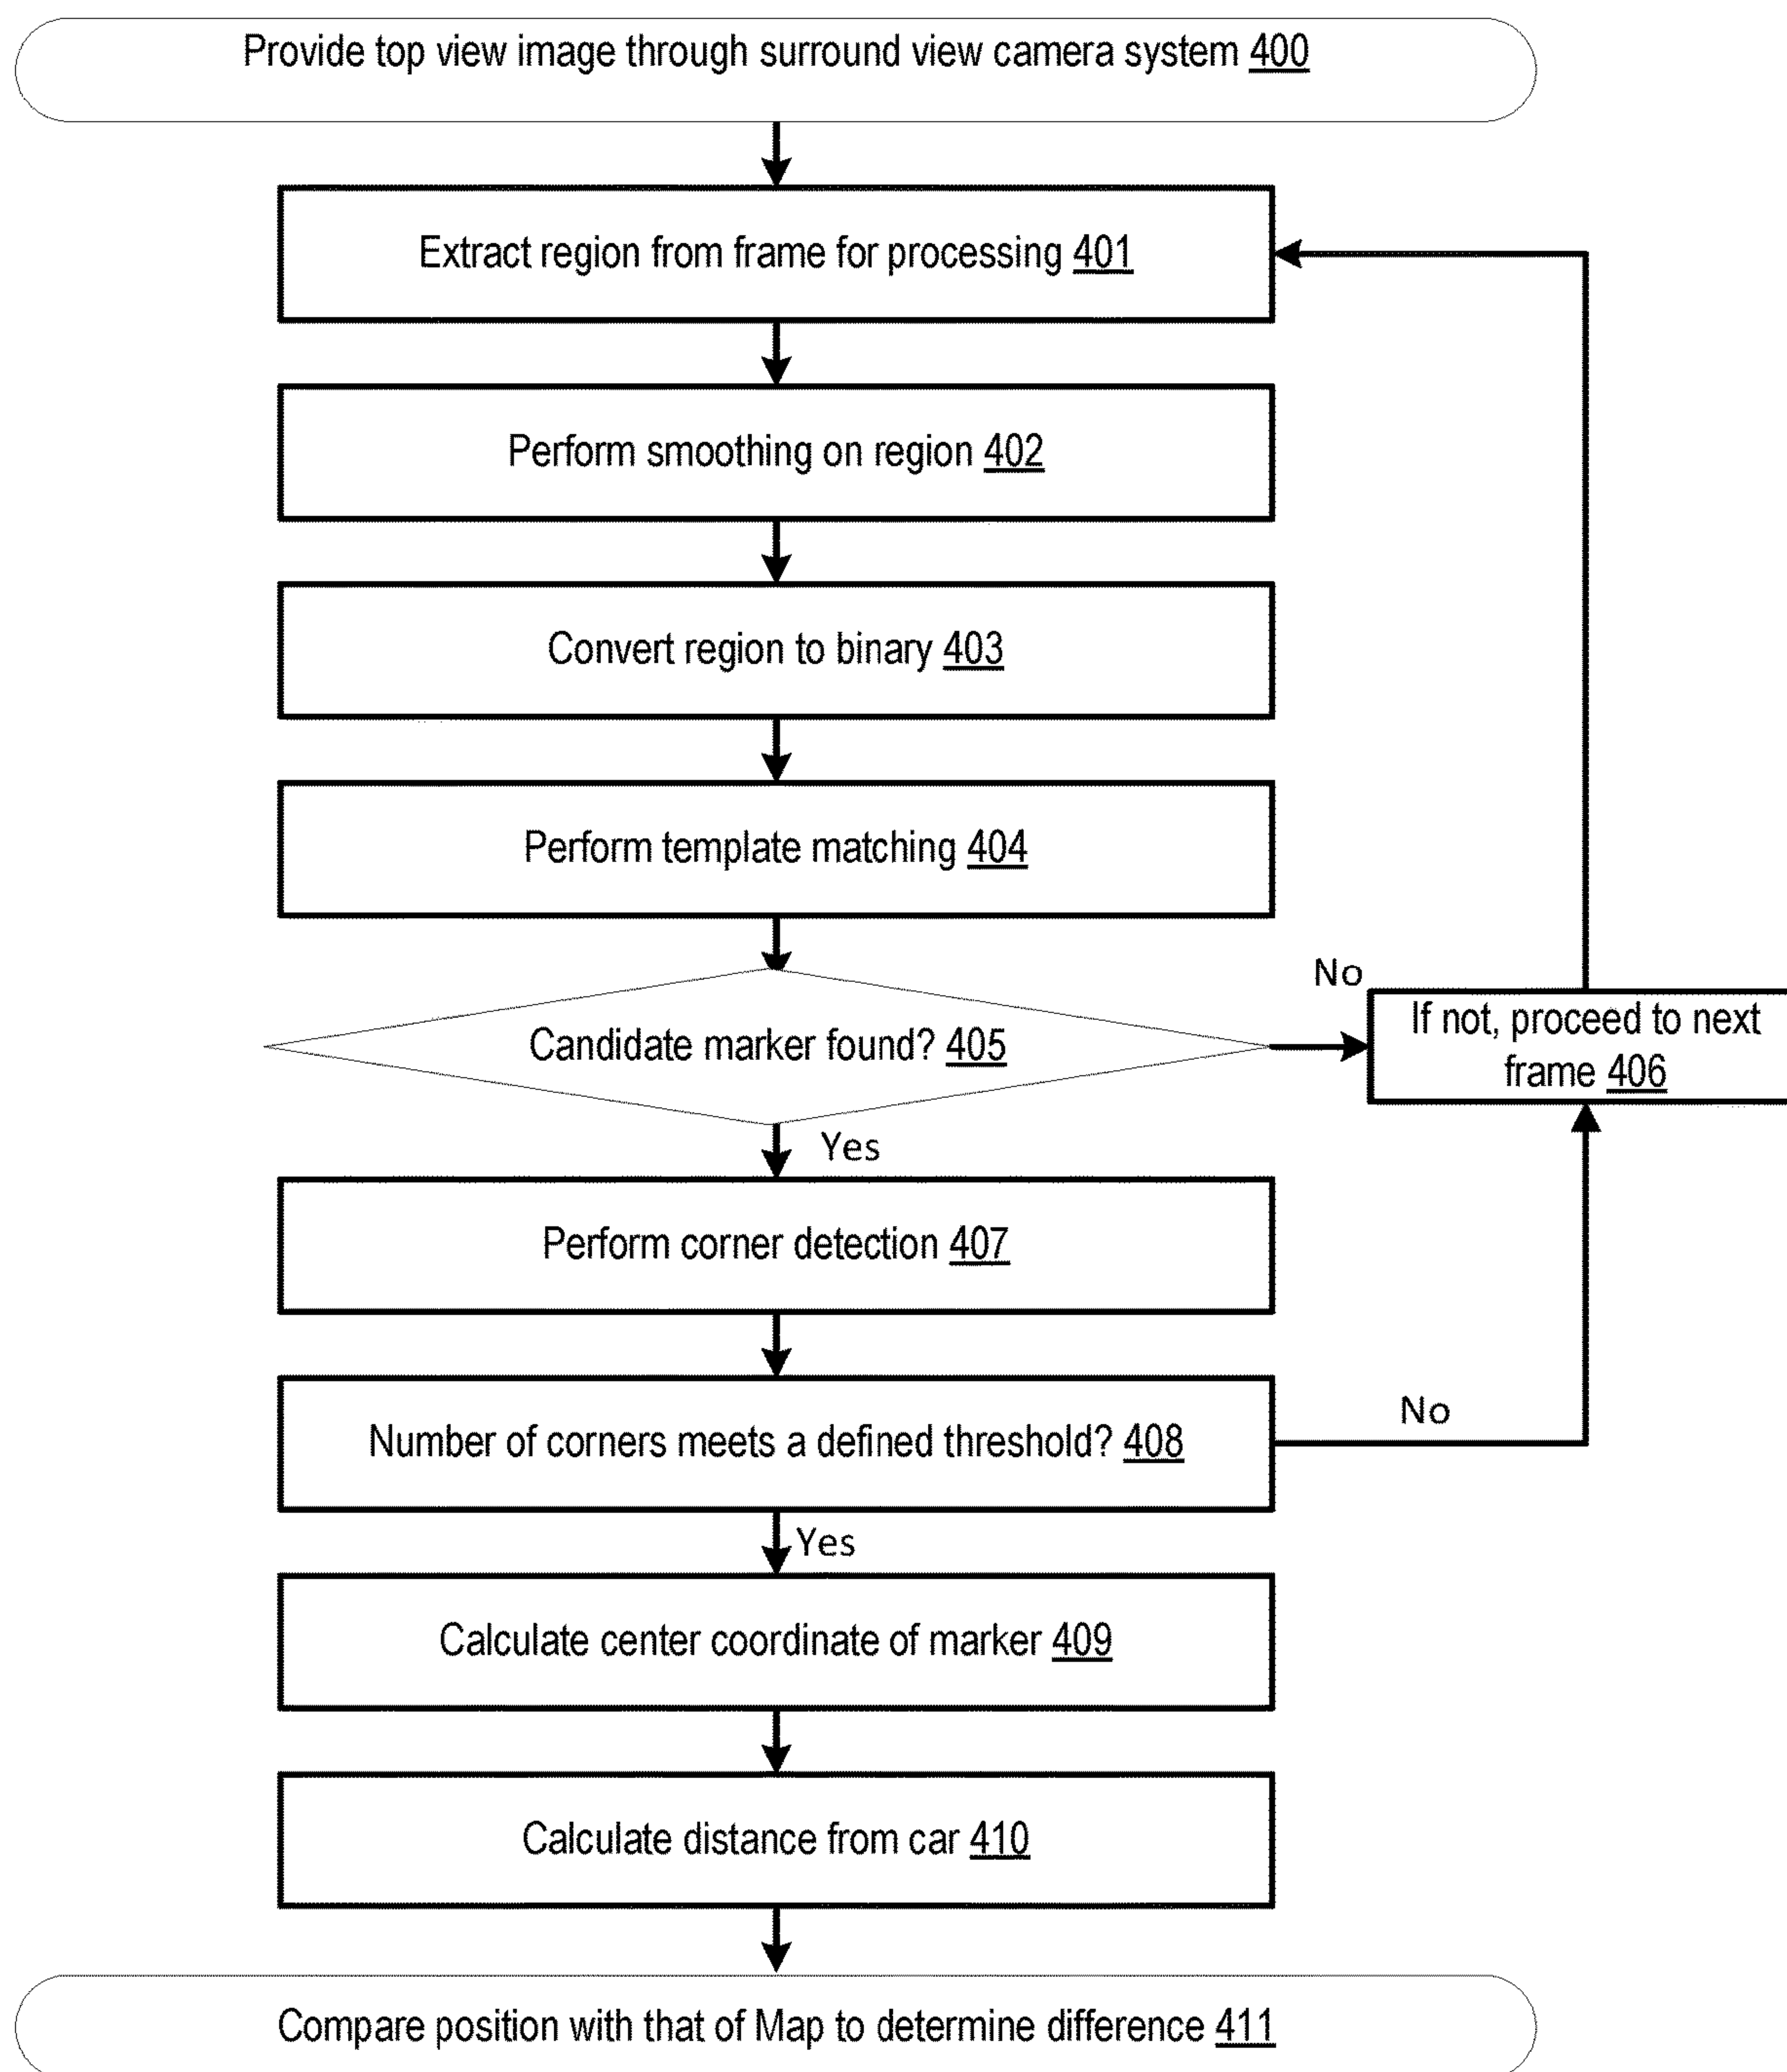 Provide top view image through surround view camera system 400
Extract region from frame for processing 401
Perform smoothing on region 402
Convert region to binary 403
Perform template matching 404
Candidate marker found? 405
No
If not, proceed to next
frame 406
Yes
Perform corner detection 407
Number of corners meets a defined threshold? 408
No
Yes
Calculate center coordinate of marker 409
Calculate distance from car 410
Compare position with that of Map to determine difference 411